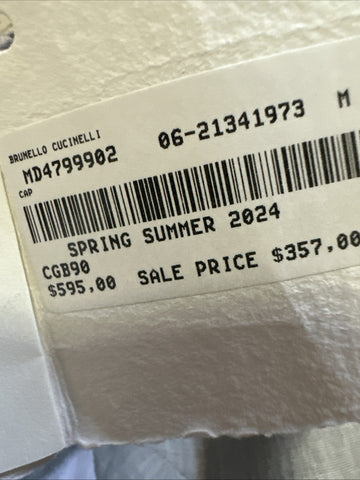 BRUNELLO CUCINELLI
MD4799902 06-21341973 M
CAP
SPRING SUMMER 2024
CGB90
$595.00 SALE PRICE $357.00